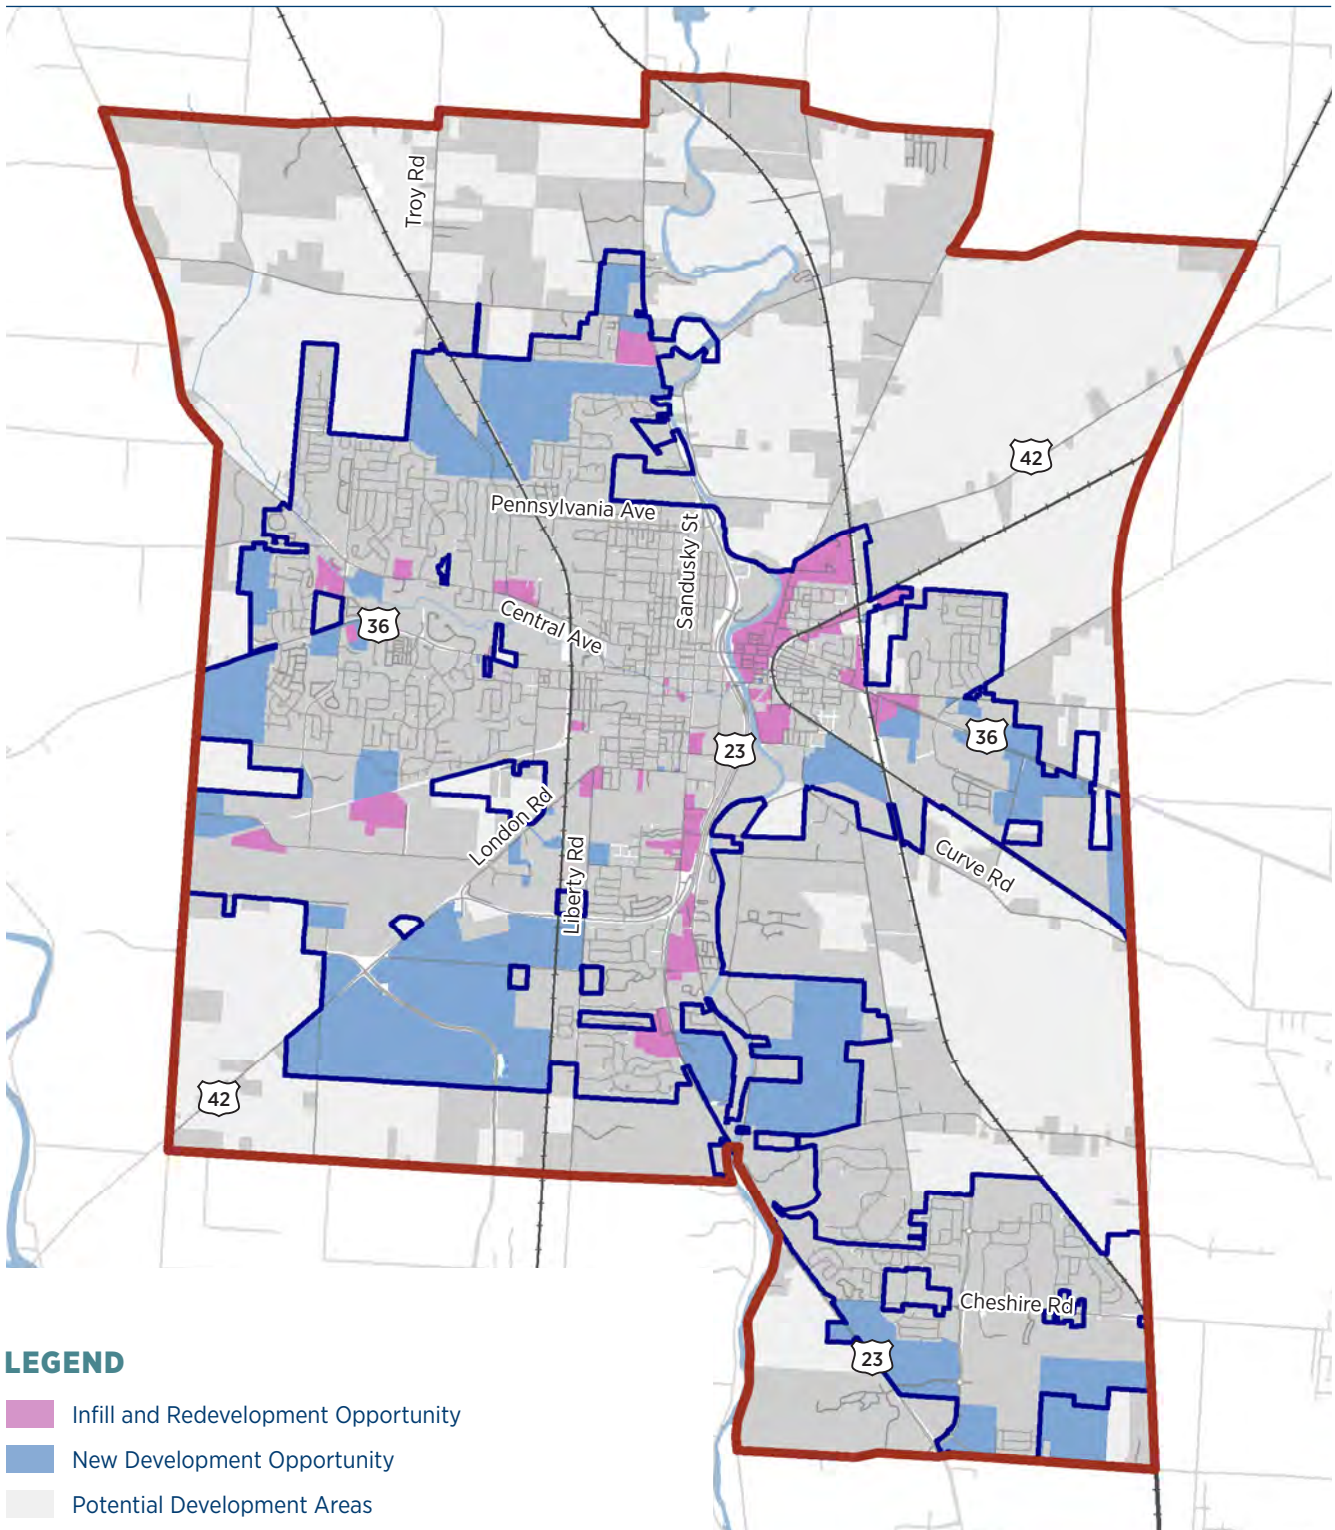 Troy Rd
42
Pennsylvania Ave
Sandusky St
Central Ave
36
36
23
London Rd
Liberty Rd
Curve Rd
42
Cheshire Rd
23
LEGEND
Infill and Redevelopment Opportunity
New Development Opportunity
Potential Development Areas